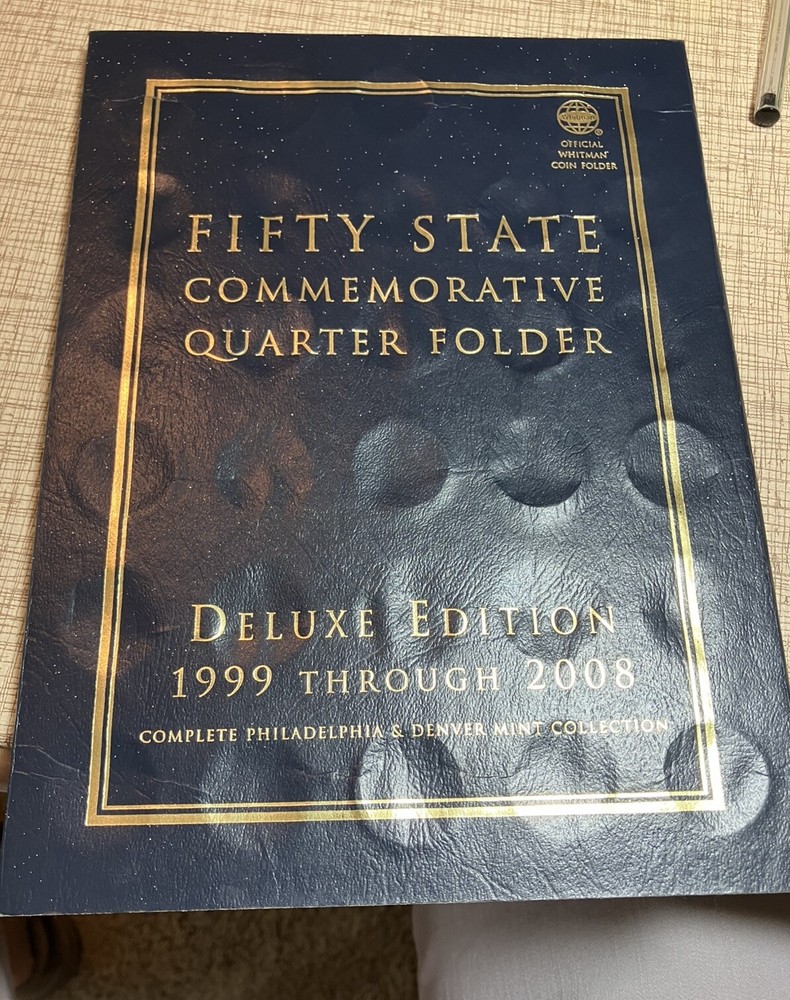 Whitman
®
OFFICIAL
WHITMAN®
COIN FOLDER
FIFTY STATE
COMMEMORATIVE
QUARTER FOLDER
DELUXE EDITION
1999 THROUGH 2008
COMPLETE PHILADELPHIA & DENVER MINT COLLECTION